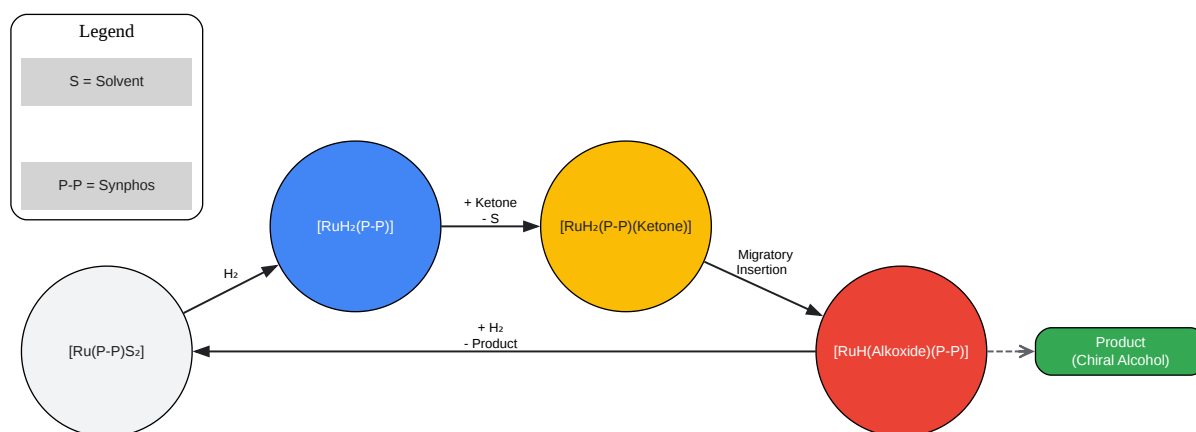 Legend
S = Solvent
P-P = Synphos
[Ru(P-P)S₂]
H₂
[RuH₂(P-P)]
+ Ketone
- S
[RuH₂(P-P)(Ketone)]
Migratory
Insertion
[RuH(Alkoxide)(P-P)]
+ H₂
- Product
Product
(Chiral Alcohol)